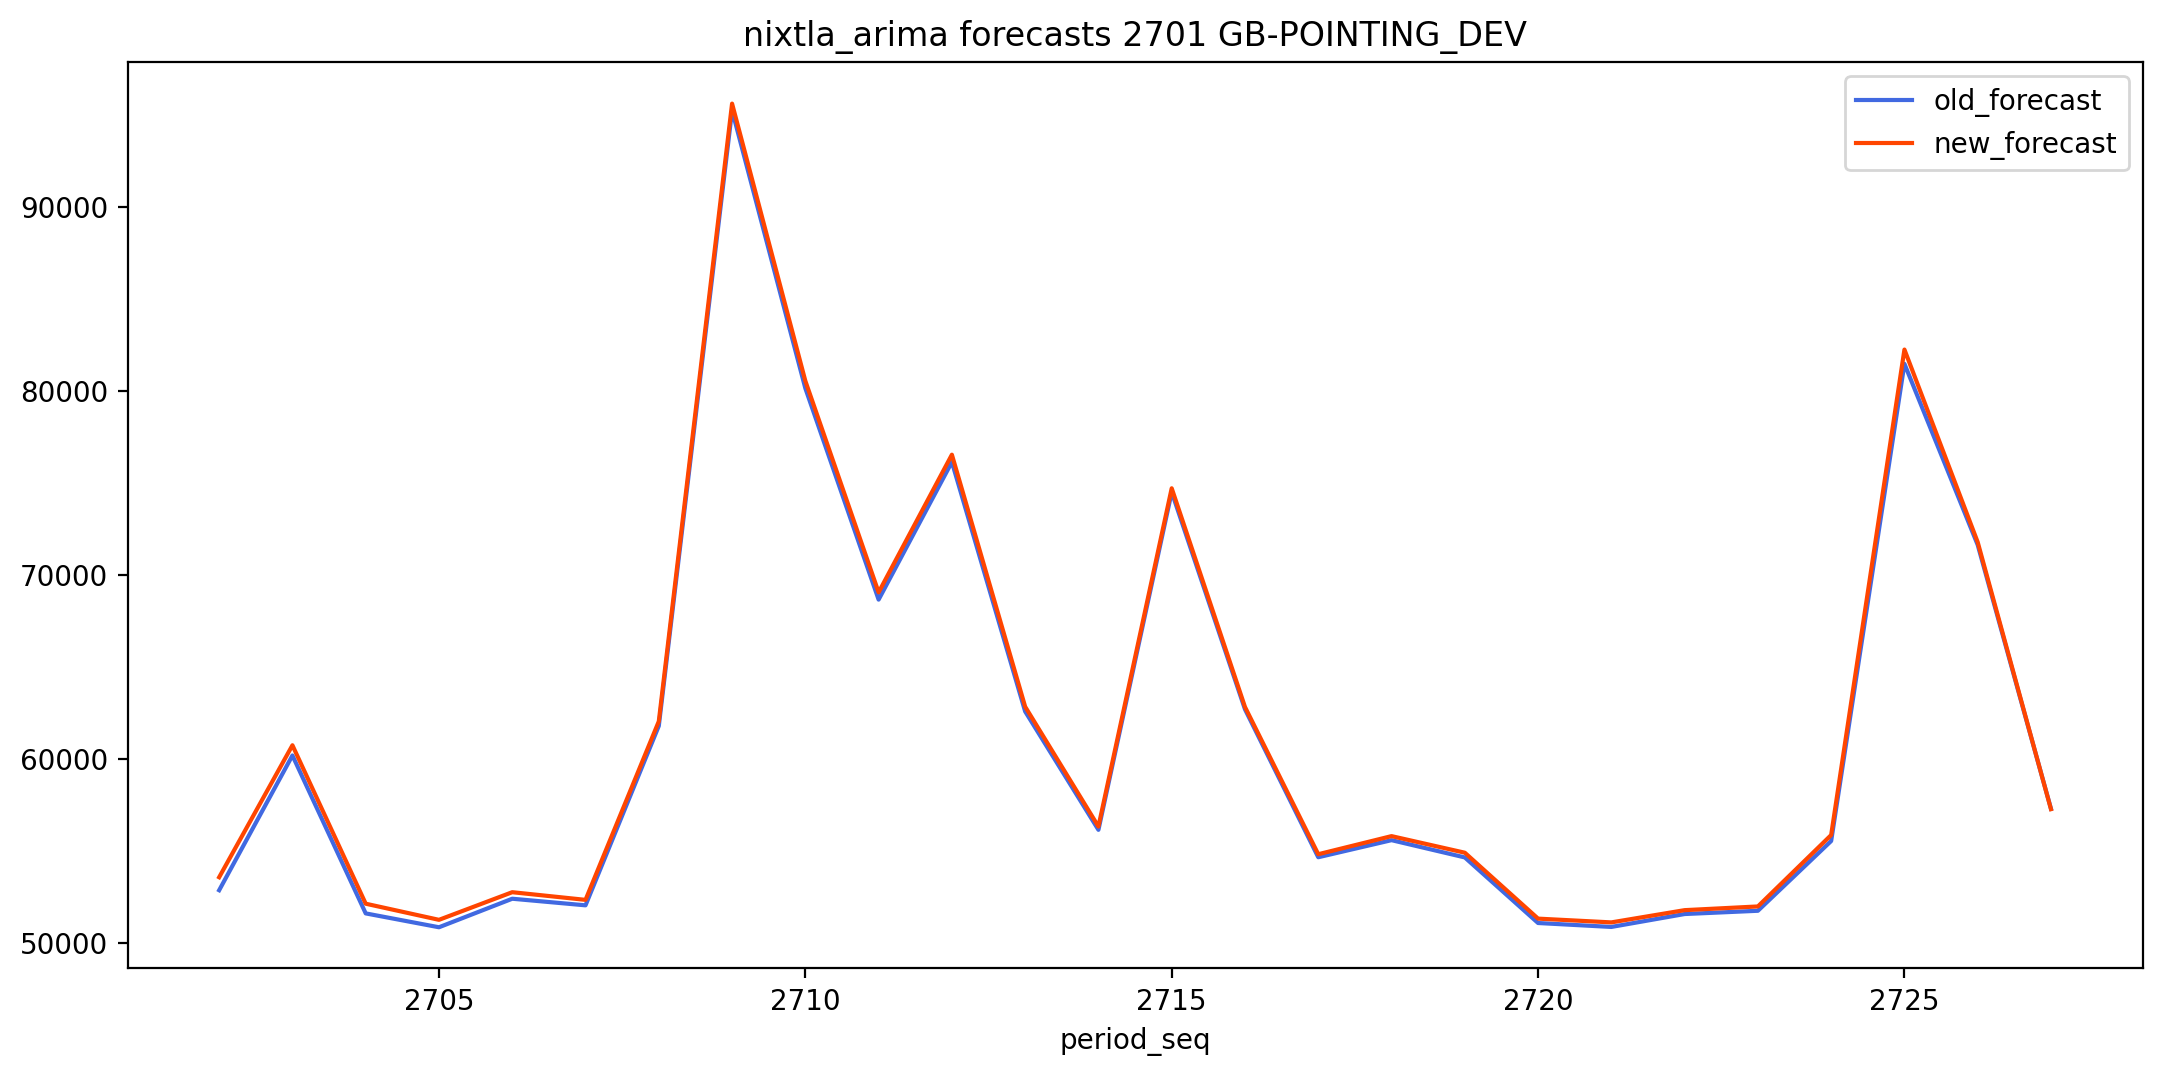 nixtla_arima forecasts 2701 GB-POINTING_DEV
old_forecast
new_forecast
90000
80000
70000
60000
50000
2705 2710 2715 2720 2725
period_seq